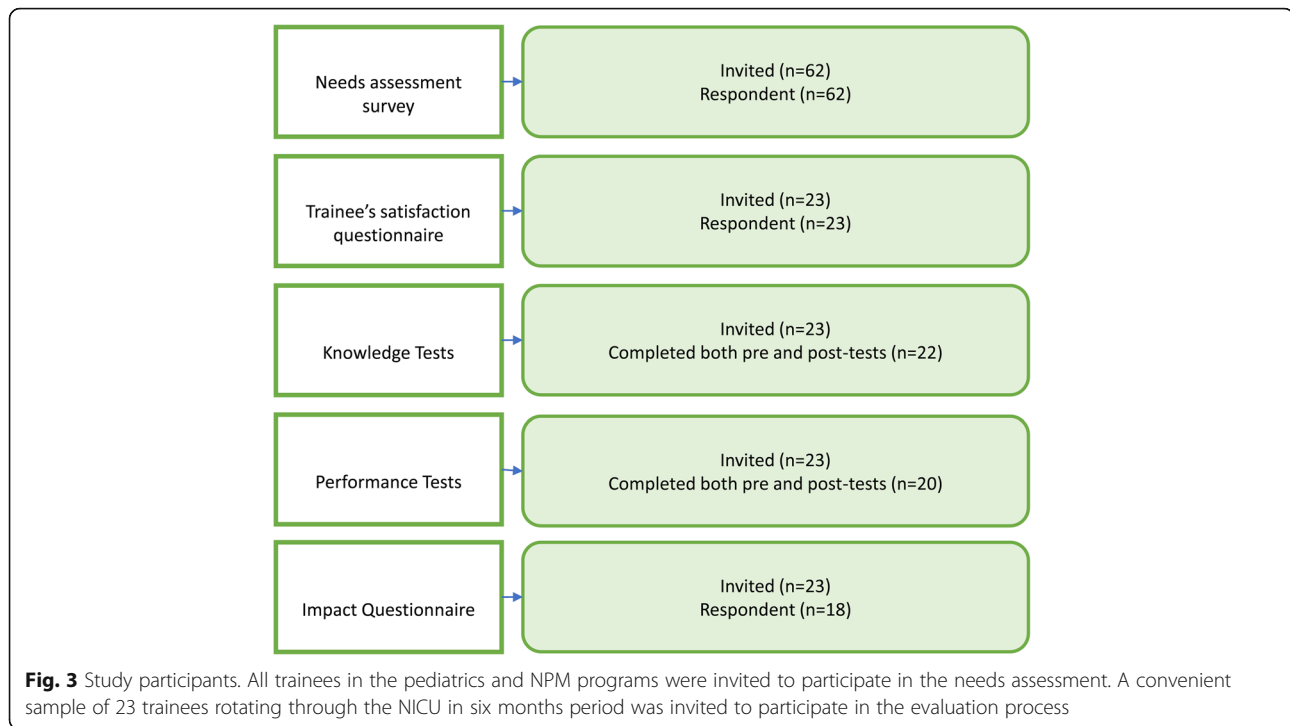 Needs assessment
survey
Invited (n=62)
Respondent (n=62)
Trainee's satisfaction
questionnaire
Invited (n=23)
Respondent (n=23)
Knowledge Tests
Invited (n=23)
Completed both pre and post-tests (n=22)
Performance Tests
Invited (n=23)
Completed both pre and post-tests (n=20)
Impact Questionnaire
Invited (n=23)
Respondent (n=18)
Fig. 3 Study participants. All trainees in the pediatrics and NPM programs were invited to participate in the needs assessment. A convenient
sample of 23 trainees rotating through the NICU in six months period was invited to participate in the evaluation process